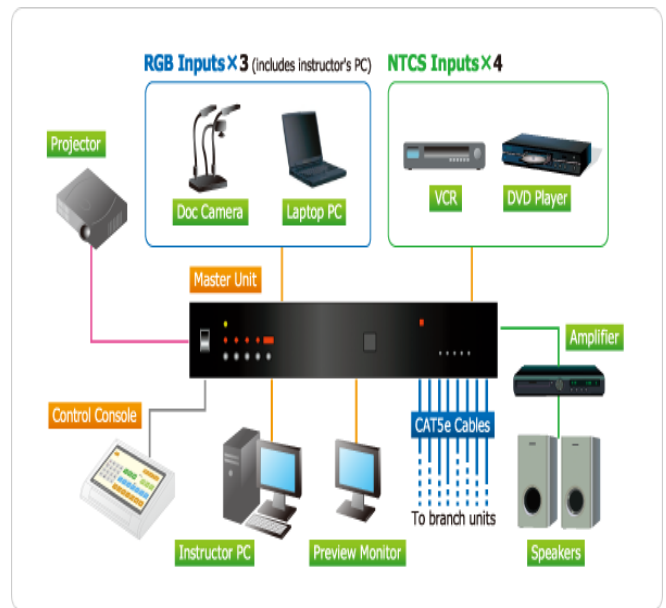 RGB Inputs×3 (includes instructor's PC)
NTCS Inputs×4
Projector
Doc Camera
Laptop PC
VCR
DVD Player
Master Unit
Amplifier
Control Console
CAT5e Cables
To branch units
Instructor PC
Preview Monitor
Speakers